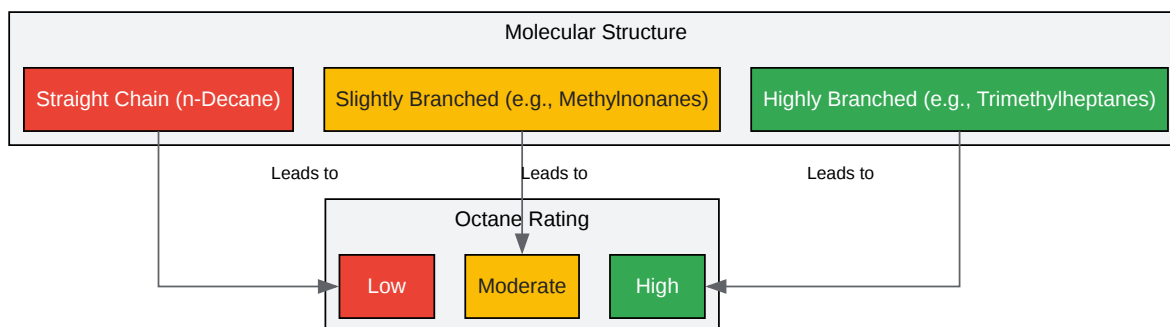 Molecular Structure
Straight Chain (n-Decane)
Slightly Branched (e.g., Methylnonanes)
Highly Branched (e.g., Trimethylheptanes)
Leads to
Leads to
Leads to
Octane Rating
Low
Moderate
High